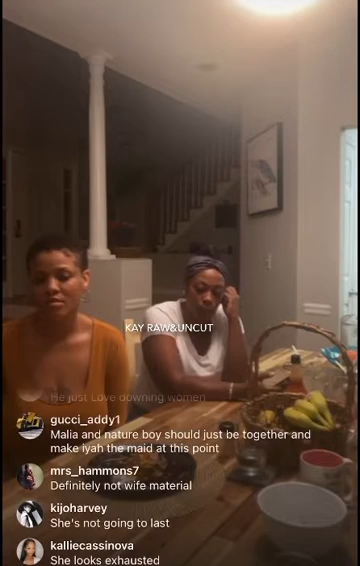 KAY RAW&UNCUT
He just Love downing women
gucci_addy1
Malia and nature boy should just be together and
make iyah the maid at this point
mrs_hammons7
Definitely not wife material
kijoharvey
She's not going to last
kalliecassinova
She looks exhausted